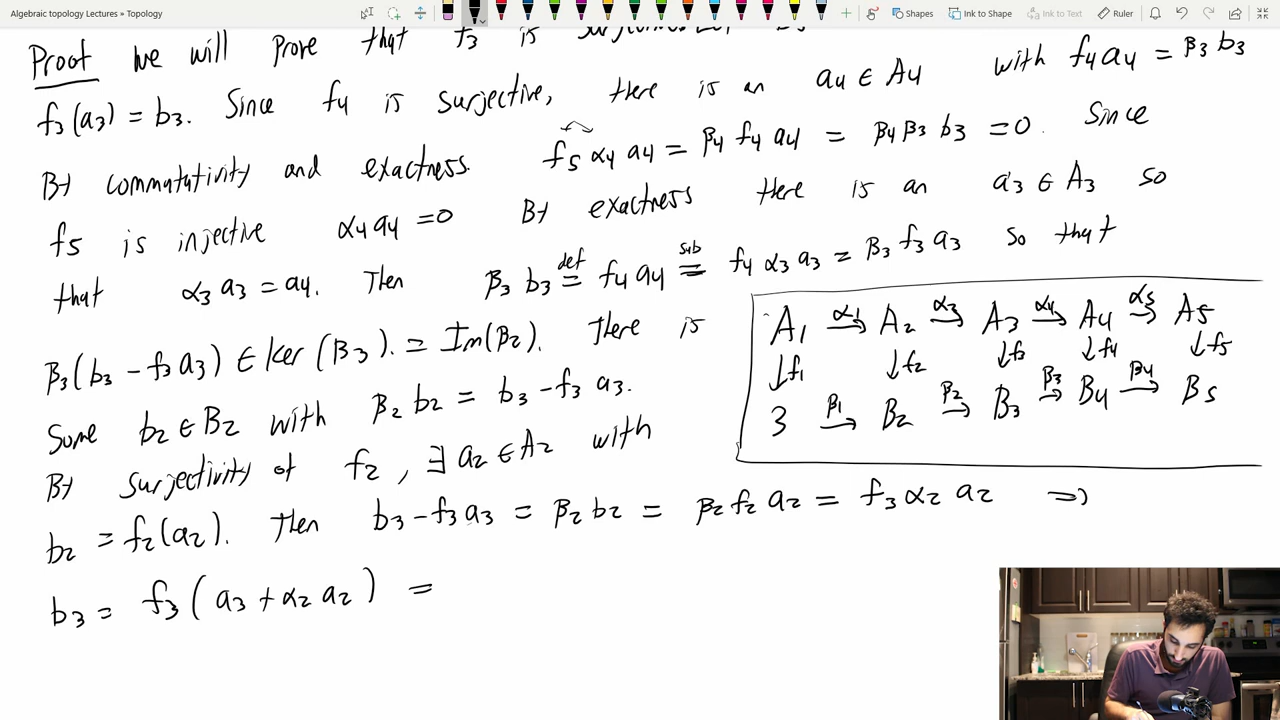 Algebraic topology Lectures » Topology
Shapes Ink to Shape Ink to Text Ruler
Proof We will prove that f₃ is
f₃(a₃) = b₃. Since f₄ is surjective, there is an a₄ ∈ A₄ with f₄a₄ = β₃ b₃
By commutativity and exactness. f₅ α₄ a₄ = β₄ f₄ a₄ = β₄ β₃ b₃ = 0. Since
f₅ is injective α₄a₄ = 0 By exactness there is an a₃ ∈ A₃ so
that α₃ a₃ = a₄. Then β₃ b₃ =def f₄ a₄ =sub f₄ α₃ a₃ = β₃ f₃ a₃ so that
β₃(b₃ - f₃ a₃) ∈ ker(β₃). = Im(β₂). There is
Some b₂ ∈ B₂ with β₂ b₂ = b₃ - f₃ a₃.
By surjectivity of f₂, ∃ a₂ ∈ A₂ with
b₂ = f₂(a₂). Then b₃ - f₃ a₃ = β₂ b₂ = β₂ f₂ a₂ = f₃ α₂ a₂ ⇒
b₃ = f₃(a₃ + α₂ a₂) =
A₁ α₁→ A₂ α₃→ A₃ α₄→ A₄ α₅→ A₅
↓f₁ ↓f₂ ↓f₃ ↓f₄ ↓f₅
3 β₁→ B₂ β₂→ B₃ β₃→ B₄ β₄→ B₅